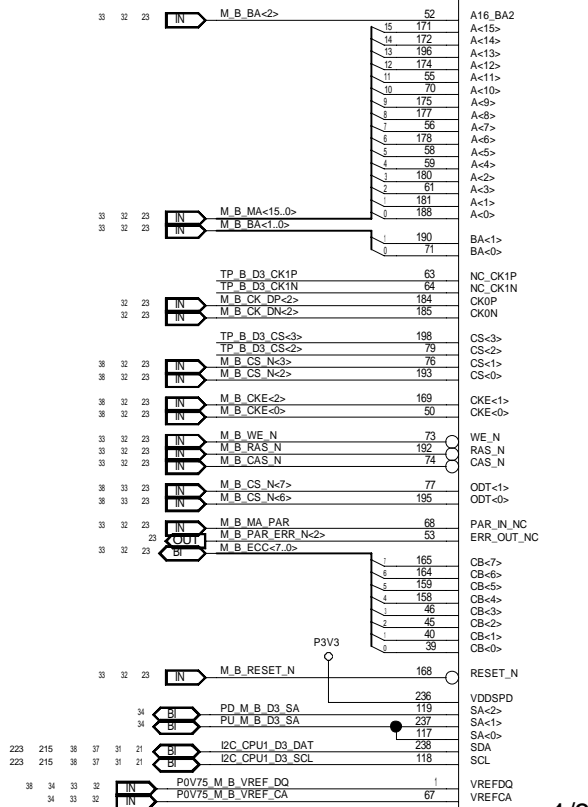 33 32 23 IN M_B_BA<2> 52 A16_BA2
15 171 A<15>
14 172 A<14>
13 196 A<13>
12 174 A<12>
11 55 A<11>
10 70 A<10>
9 175 A<9>
8 177 A<8>
7 56 A<7>
6 178 A<6>
5 58 A<5>
4 59 A<4>
3 180 A<2>
2 61 A<3>
1 181 A<1>
33 32 23 IN M_B_MA<15..0> 0 188 A<0>
33 32 23 IN M_B_BA<1..0>
1 190 BA<1>
0 71 BA<0>
TP_B_D3_CK1P 63 NC_CK1P
TP_B_D3_CK1N 64 NC_CK1N
32 23 IN M_B_CK_DP<2> 184 CK0P
32 23 IN M_B_CK_DN<2> 185 CK0N
TP_B_D3_CS<3> 198 CS<3>
TP_B_D3_CS<2> 79 CS<2>
38 32 23 IN M_B_CS_N<3> 76 CS<1>
38 32 23 IN M_B_CS_N<2> 193 CS<0>
38 32 23 IN M_B_CKE<2> 169 CKE<1>
38 32 23 IN M_B_CKE<0> 50 CKE<0>
33 32 23 IN M_B_WE_N 73 WE_N
33 32 23 IN M_B_RAS_N 192 RAS_N
33 32 23 IN M_B_CAS_N 74 CAS_N
38 33 23 IN M_B_CS_N<7> 77 ODT<1>
38 33 23 IN M_B_CS_N<6> 195 ODT<0>
33 32 23 IN M_B_MA_PAR 68 PAR_IN_NC
23 OUT M_B_PAR_ERR_N<2> 53 ERR_OUT_NC
33 32 23 BI M_B_ECC<7..0>
7 165 CB<7>
6 164 CB<6>
5 159 CB<5>
4 158 CB<4>
3 46 CB<3>
2 45 CB<2>
1 40 CB<1>
0 39 CB<0>
P3V3
33 32 23 IN M_B_RESET_N 168 RESET_N
236 VDDSPD
34 BI PD_M_B_D3_SA 119 SA<2>
34 BI PU_M_B_D3_SA 237 SA<1>
117 SA<0>
223 215 38 37 31 21 BI I2C_CPU1_D3_DAT 238 SDA
223 215 38 37 31 21 BI I2C_CPU1_D3_SCL 118 SCL
38 34 33 32 IN P0V75_M_B_VREF_DQ 1 VREFDQ
34 33 32 IN P0V75_M_B_VREF_CA 67 VREFCA